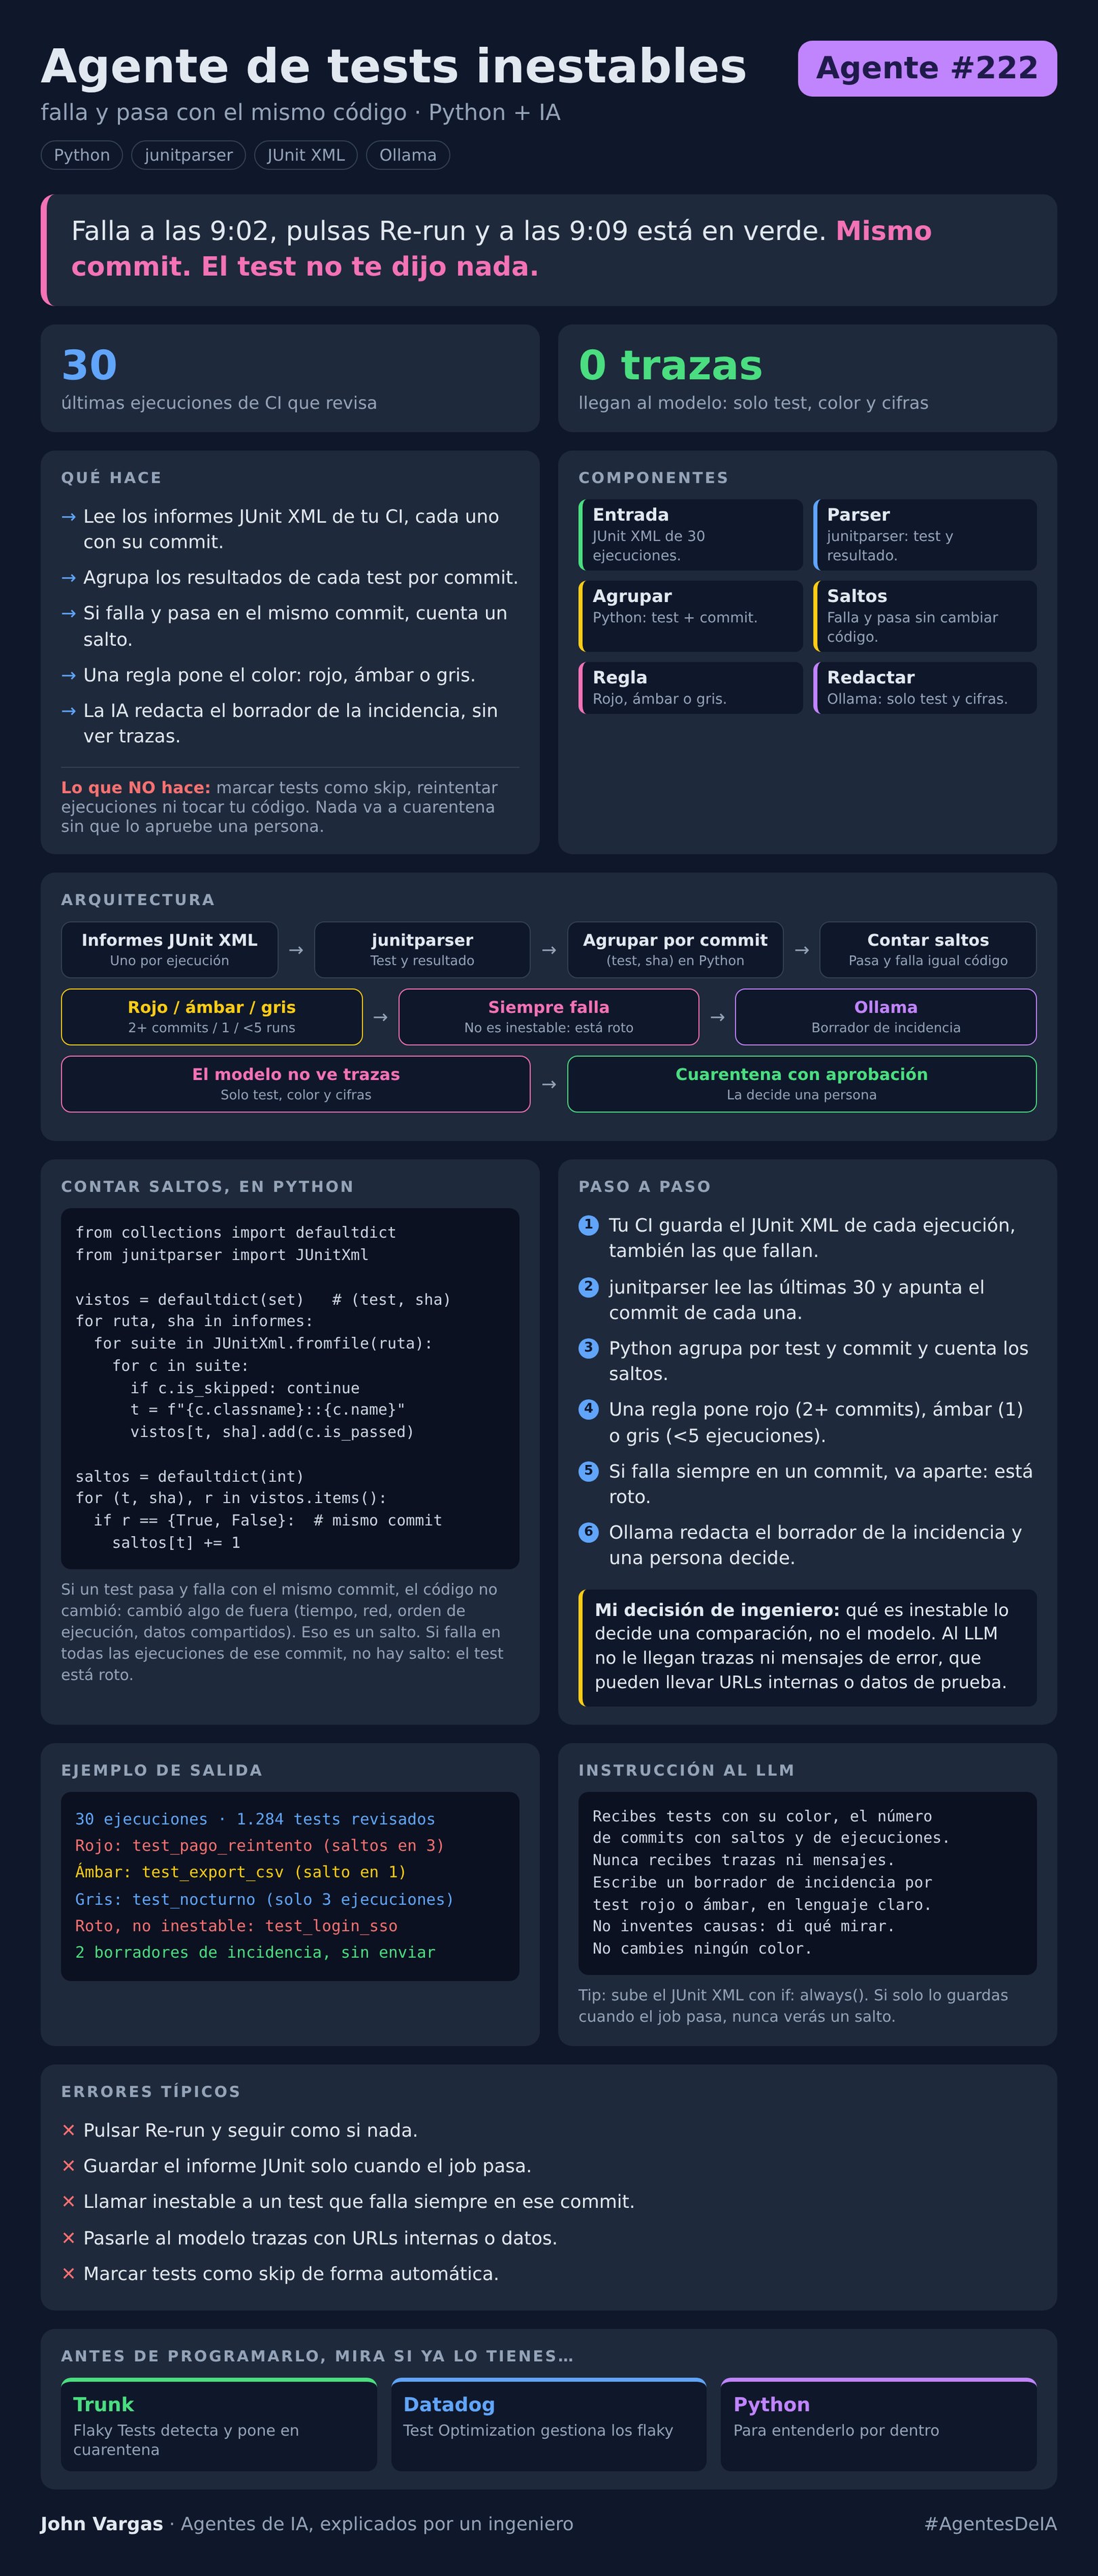 Agente de tests inestables
Agente #222
falla y pasa con el mismo código · Python + IA
Python
junitparser
JUnit XML
Ollama
Falla a las 9:02, pulsas Re-run y a las 9:09 está en verde. Mismo
commit. El test no te dijo nada.
30
últimas ejecuciones de CI que revisa
0 trazas
llegan al modelo: solo test, color y cifras
QUÉ HACE
→ Lee los informes JUnit XML de tu CI, cada uno
con su commit.
→ Agrupa los resultados de cada test por commit.
→ Si falla y pasa en el mismo commit, cuenta un
salto.
→ Una regla pone el color: rojo, ámbar o gris.
→ La IA redacta el borrador de la incidencia, sin
ver trazas.
Lo que NO hace: marcar tests como skip, reintentar
ejecuciones ni tocar tu código. Nada va a cuarentena
sin que lo apruebe una persona.
COMPONENTES
Entrada
JUnit XML de 30
ejecuciones.
Parser
junitparser: test y
resultado.
Agrupar
Python: test + commit.
Saltos
Falla y pasa sin cambiar
código.
Regla
Rojo, ámbar o gris.
Redactar
Ollama: solo test y cifras.
ARQUITECTURA
Informes JUnit XML
Uno por ejecución
→
junitparser
Test y resultado
→
Agrupar por commit
(test, sha) en Python
→
Contar saltos
Pasa y falla igual código
Rojo / ámbar / gris
2+ commits / 1 / <5 runs
→
Siempre falla
No es inestable: está roto
→
Ollama
Borrador de incidencia
El modelo no ve trazas
Solo test, color y cifras
→
Cuarentena con aprobación
La decide una persona
CONTAR SALTOS, EN PYTHON
from collections import defaultdict
from junitparser import JUnitXml
vistos = defaultdict(set)   # (test, sha)
for ruta, sha in informes:
  for suite in JUnitXml.fromfile(ruta):
    for c in suite:
      if c.is_skipped: continue
      t = f"{c.classname}::{c.name}"
      vistos[t, sha].add(c.is_passed)
saltos = defaultdict(int)
for (t, sha), r in vistos.items():
  if r == {True, False}:  # mismo commit
    saltos[t] += 1
Si un test pasa y falla con el mismo commit, el código no
cambió: cambió algo de fuera (tiempo, red, orden de
ejecución, datos compartidos). Eso es un salto. Si falla en
todas las ejecuciones de ese commit, no hay salto: el test
está roto.
PASO A PASO
1 Tu CI guarda el JUnit XML de cada ejecución,
también las que fallan.
2 junitparser lee las últimas 30 y apunta el
commit de cada una.
3 Python agrupa por test y commit y cuenta los
saltos.
4 Una regla pone rojo (2+ commits), ámbar (1)
o gris (<5 ejecuciones).
5 Si falla siempre en un commit, va aparte: está
roto.
6 Ollama redacta el borrador de la incidencia y
una persona decide.
Mi decisión de ingeniero: qué es inestable lo
decide una comparación, no el modelo. Al LLM
no le llegan trazas ni mensajes de error, que
pueden llevar URLs internas o datos de prueba.
EJEMPLO DE SALIDA
30 ejecuciones · 1.284 tests revisados
Rojo: test_pago_reintento (saltos en 3)
Ámbar: test_export_csv (salto en 1)
Gris: test_nocturno (solo 3 ejecuciones)
Roto, no inestable: test_login_sso
2 borradores de incidencia, sin enviar
INSTRUCCIÓN AL LLM
Recibes tests con su color, el número
de commits con saltos y de ejecuciones.
Nunca recibes trazas ni mensajes.
Escribe un borrador de incidencia por
test rojo o ámbar, en lenguaje claro.
No inventes causas: di qué mirar.
No cambies ningún color.
Tip: sube el JUnit XML con if: always(). Si solo lo guardas
cuando el job pasa, nunca verás un salto.
ERRORES TÍPICOS
✕ Pulsar Re-run y seguir como si nada.
✕ Guardar el informe JUnit solo cuando el job pasa.
✕ Llamar inestable a un test que falla siempre en ese commit.
✕ Pasarle al modelo trazas con URLs internas o datos.
✕ Marcar tests como skip de forma automática.
ANTES DE PROGRAMARLO, MIRA SI YA LO TIENES…
Trunk
Flaky Tests detecta y pone en
cuarentena
Datadog
Test Optimization gestiona los flaky
Python
Para entenderlo por dentro
John Vargas · Agentes de IA, explicados por un ingeniero
#AgentesDeIA